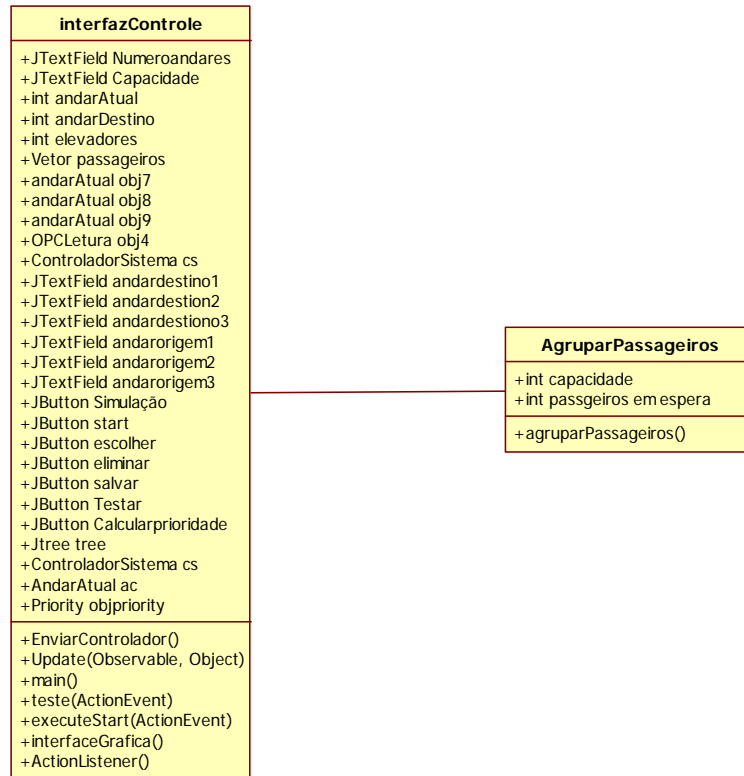 interfazControle
+JTextField Numeroandares
+JTextField Capacidade
+int andarAtual
+int andarDestino
+int elevadores
+Vetor passageiros
+andarAtual obj7
+andarAtual obj8
+andarAtual obj9
+OPCLetura obj4
+ControladorSistema cs
+JTextField andardestino1
+JTextField andardestion2
+JTextField andardestiono3
+JTextField andarorigem1
+JTextField andarorigem2
+JTextField andarorigem3
+JButton Simulação
+JButton start
+JButton escolher
+JButton eliminar
+JButton salvar
+JButton Testar
+JButton Calcularprioridade
+Jtree tree
+ControladorSistema cs
+AndarAtual ac
+Priority objpriority
+EnviarControlador()
+Update(Observable, Object)
+main()
+teste(ActionEvent)
+executeStart(ActionEvent)
+interfaceGrafica()
+ActionListener()
AgruparPassageiros
+int capacidade
+int passgeiros em espera
+agruparPassageiros()